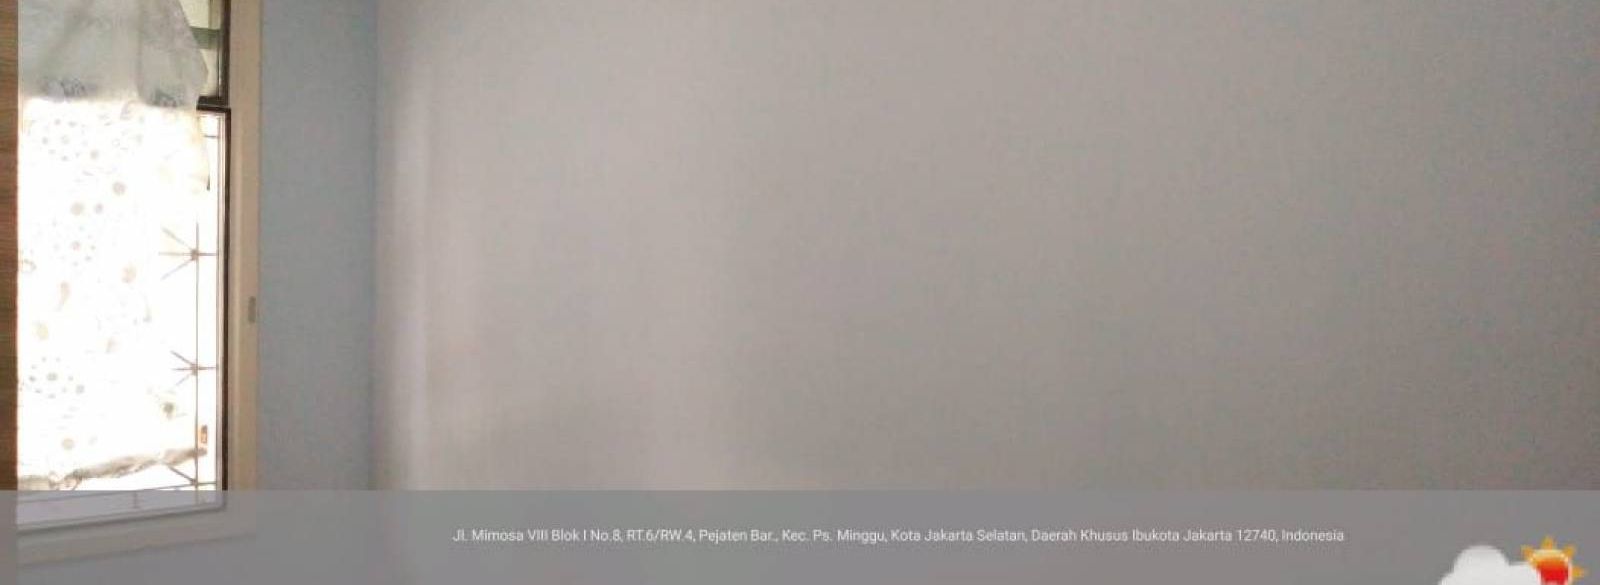 Jl. Mimosa VIII Blok I No.8, RT.6/RW.4, Pejaten Bar., Kec. Ps. Minggu, Kota Jakarta Selatan, Daerah Khusus Ibukota Jakarta 12740, Indonesia